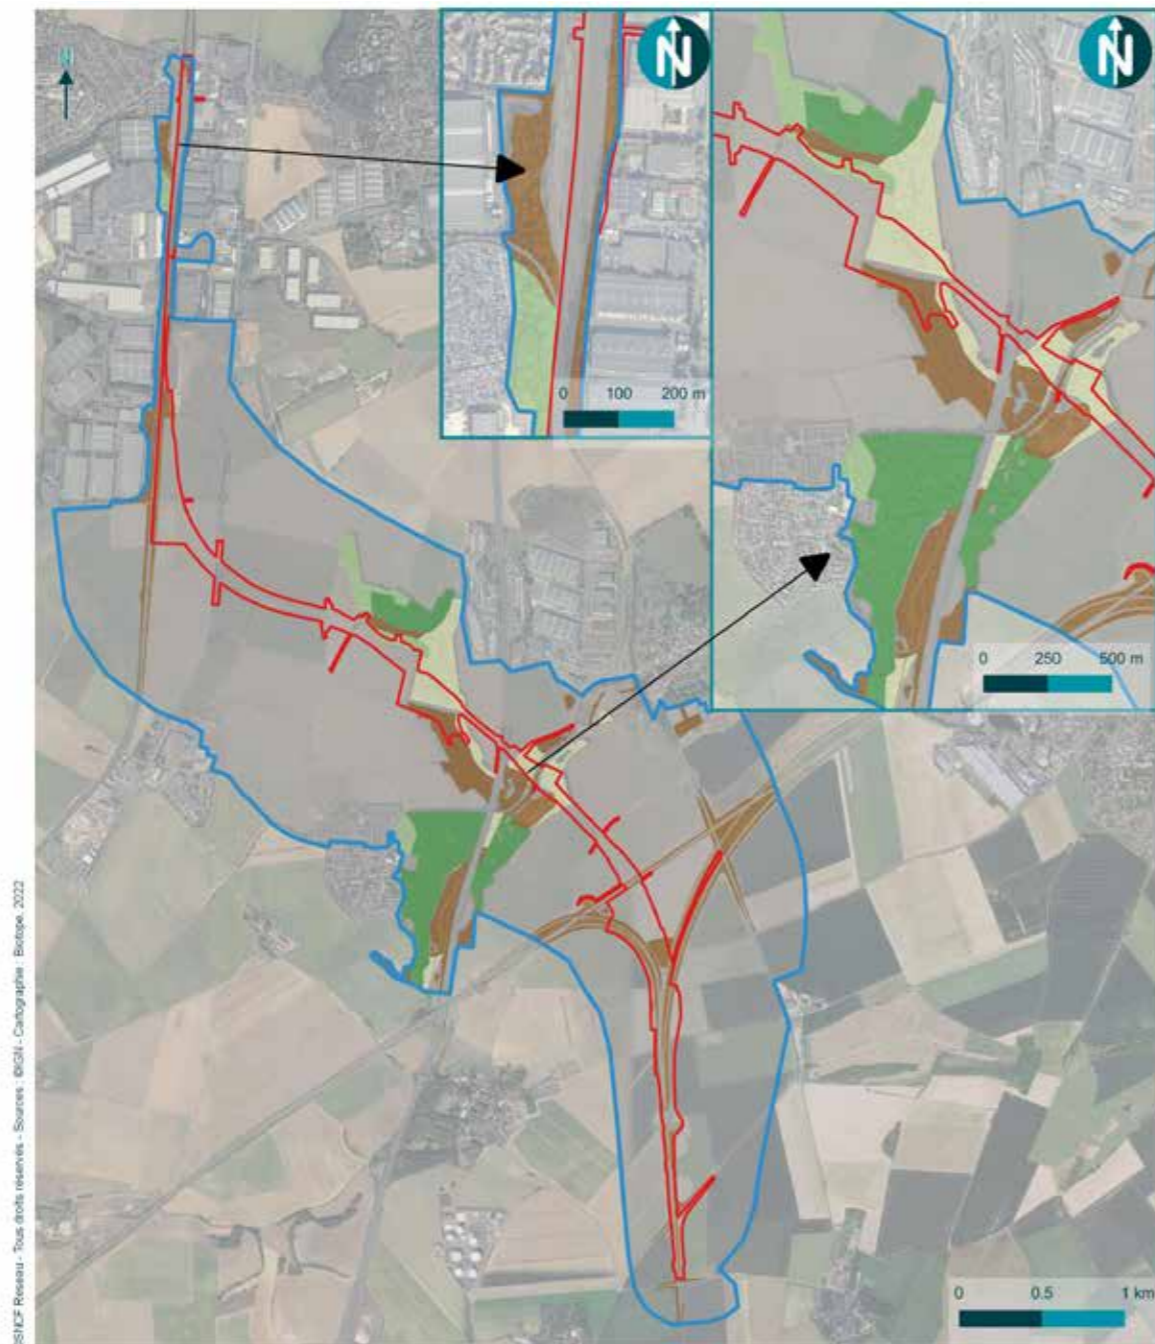 N
N
N
0 100 200 m
0 250 500 m
0 0.5 1 km
©SNCF Reseau - Tous droits réservés - Sources : ©IGN - Cartographie : Biotope, 2022